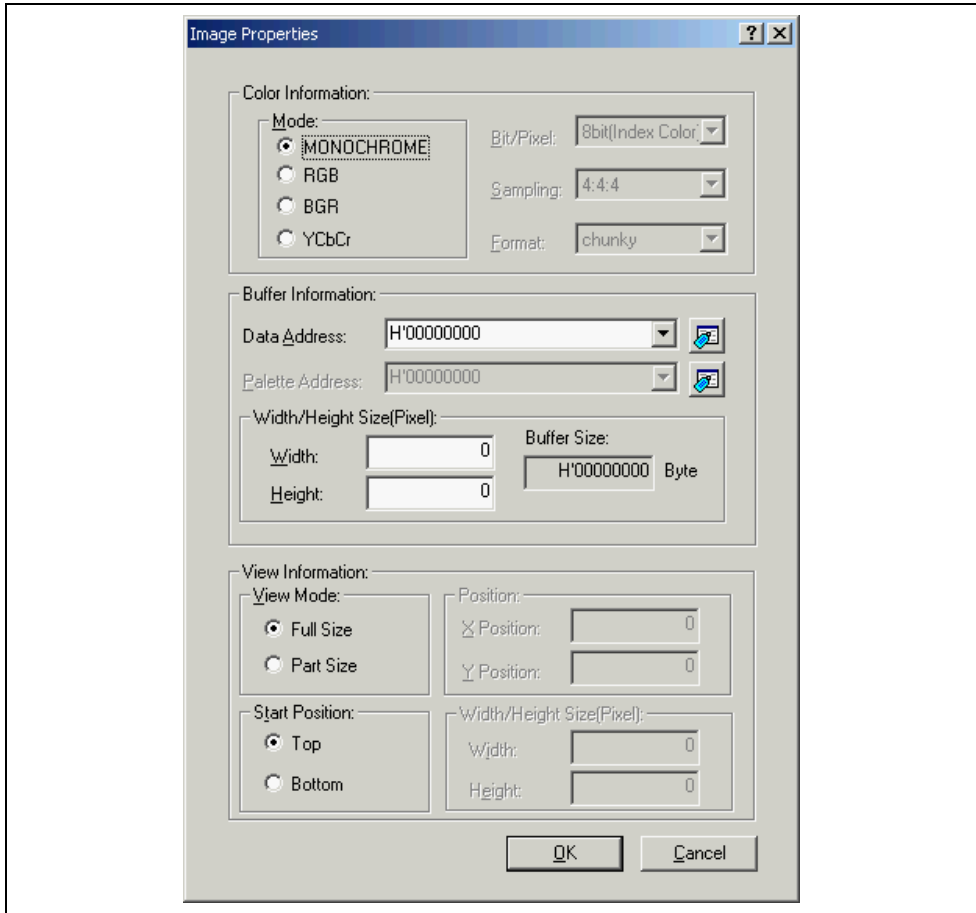 Image Properties
Color Information:
Mode:
MONOCHROME
RGB
BGR
YCbCr
Bit/Pixel: 8bit(Index Color)
Sampling: 4:4:4
Format: chunky
Buffer Information:
Data Address: H'00000000
Palette Address: H'00000000
Width/Height Size(Pixel):
Width: 0
Height: 0
Buffer Size:
H'00000000 Byte
View Information:
View Mode:
Full Size
Part Size
Position:
X Position: 0
Y Position: 0
Start Position:
Top
Bottom
Width/Height Size(Pixel):
Width: 0
Height: 0
OK Cancel